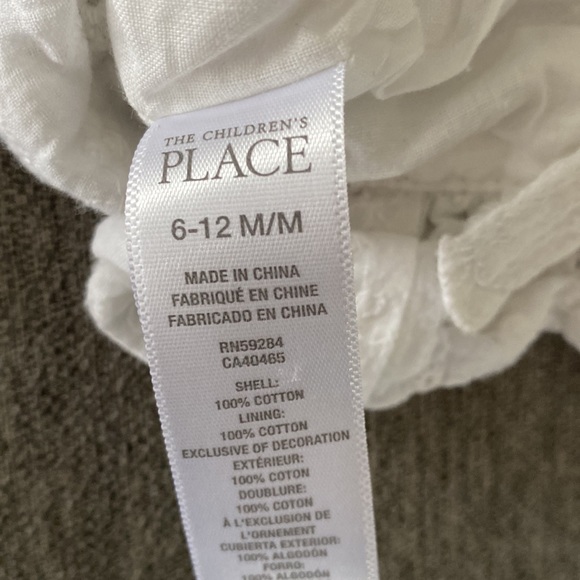 THE CHILDREN'S
PLACE
6-12 M/M
MADE IN CHINA
FABRIQUÉ EN CHINE
FABRICADO EN CHINA
RN59284
CA40465
SHELL:
100% COTTON
LINING:
100% COTTON
EXCLUSIVE OF DECORATION
EXTÉRIEUR:
100% COTON
DOUBLURE:
100% COTON
À L'EXCLUSION DE
L'ORNEMENT
CUBIERTA EXTERIOR:
100% ALGODÓN
FORRO:
100% ALGODÓN